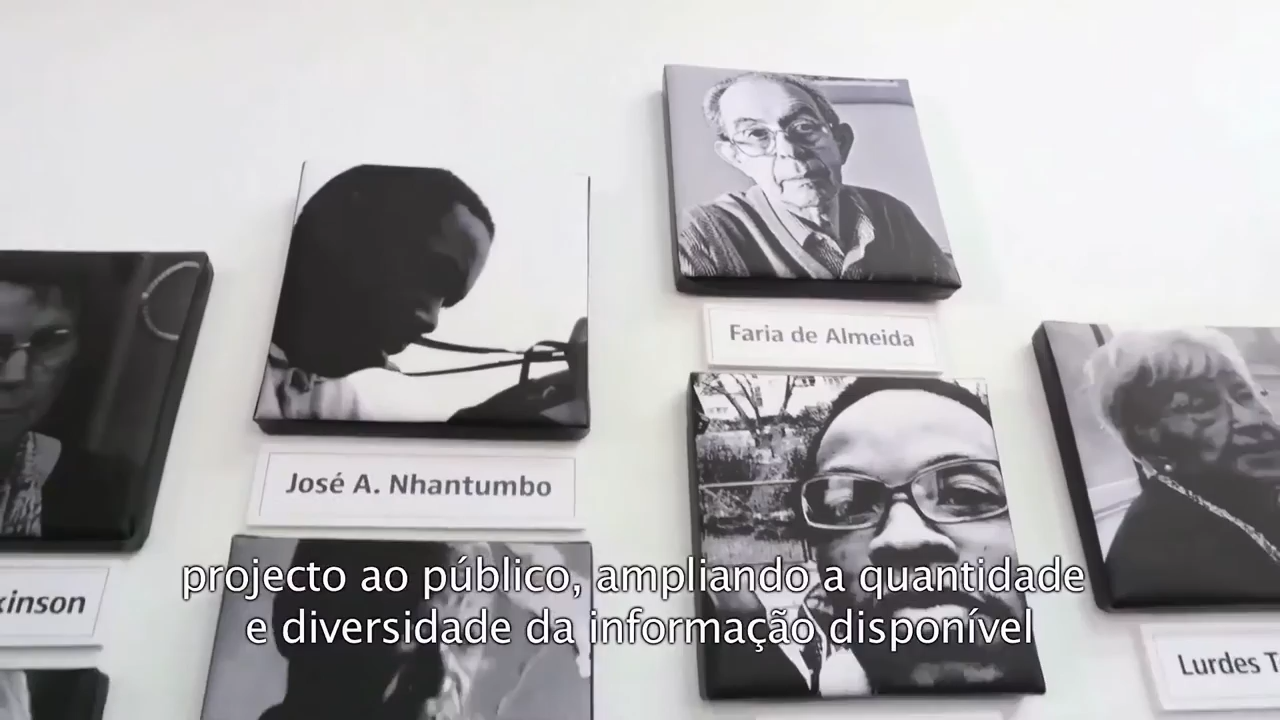 Faria de Almeida
José A. Nhantumbo
kinson
Lurdes
projecto ao público, ampliando a quantidade
e diversidade da informação disponível